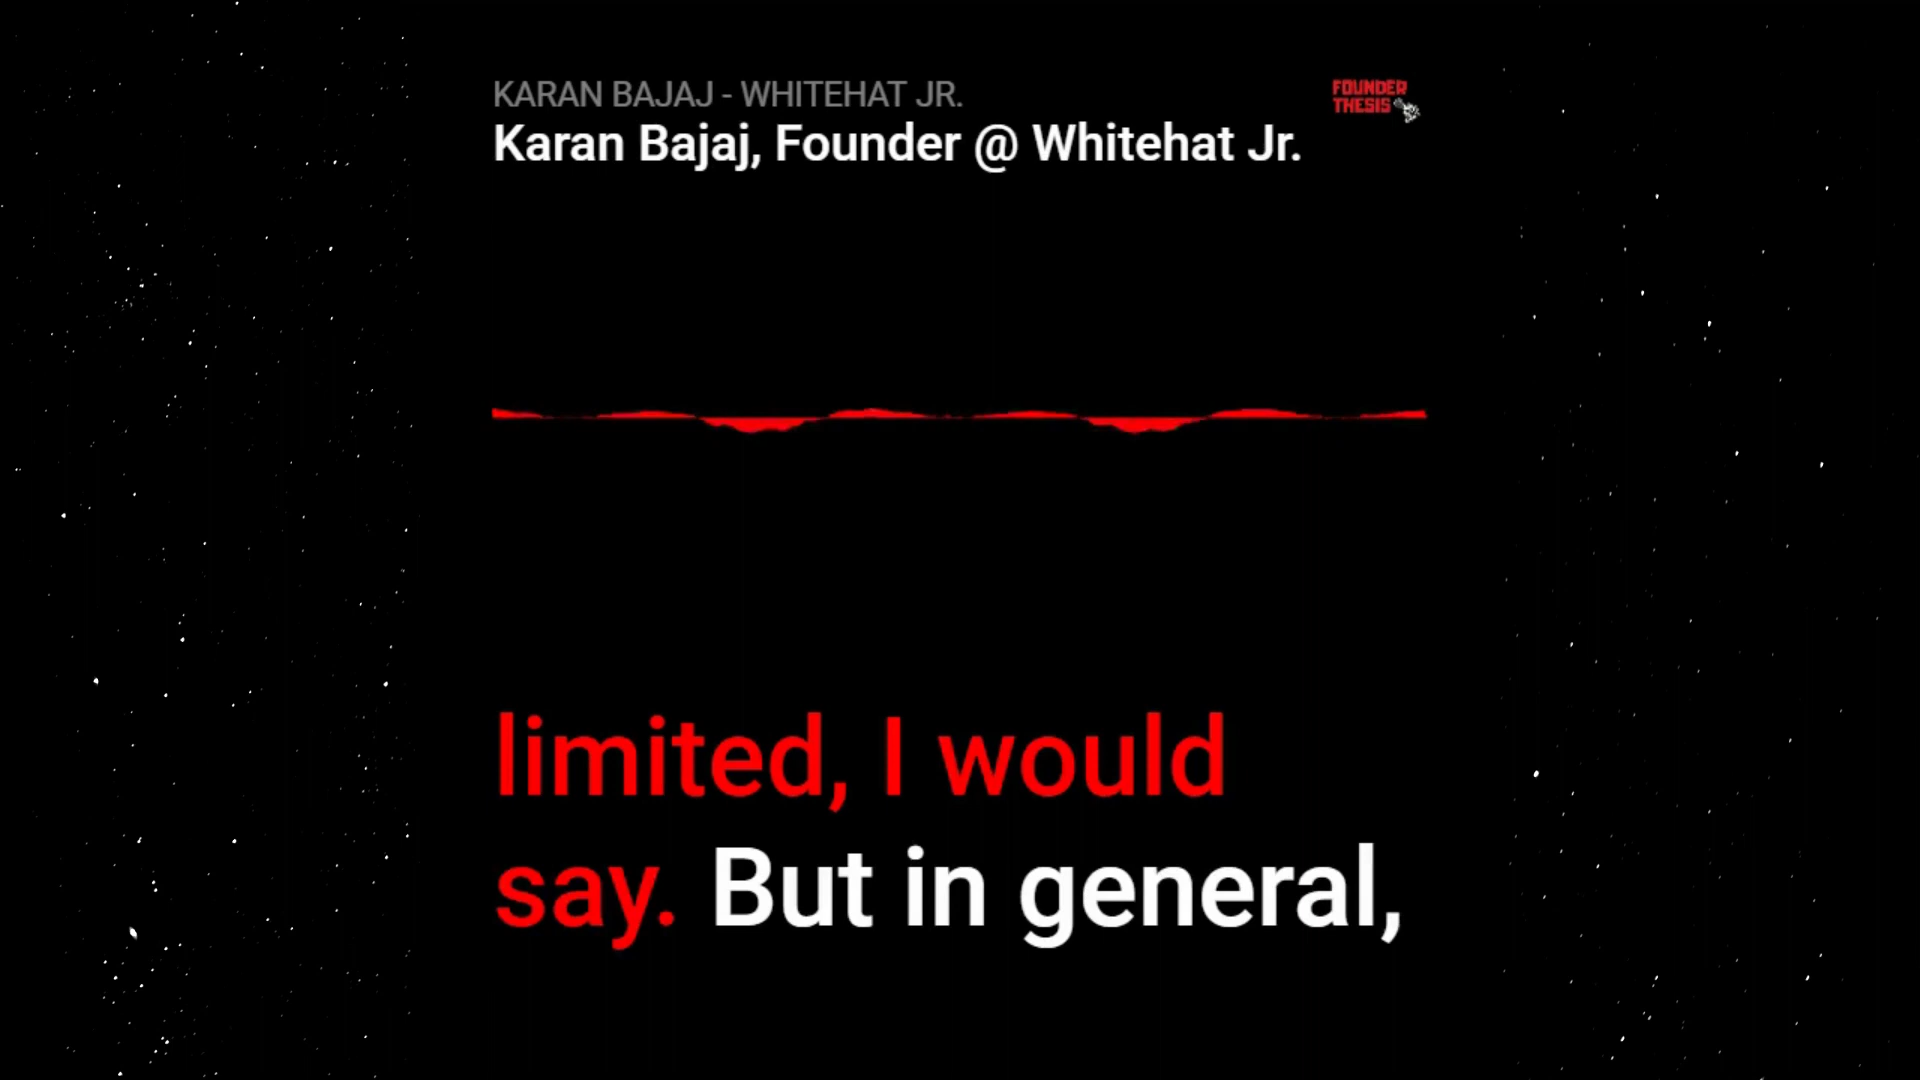 KARAN BAJAJ - WHITEHAT JR.
Karan Bajaj, Founder @ Whitehat Jr.
FOUNDER
THESIS
limited, I would
say. But in general,